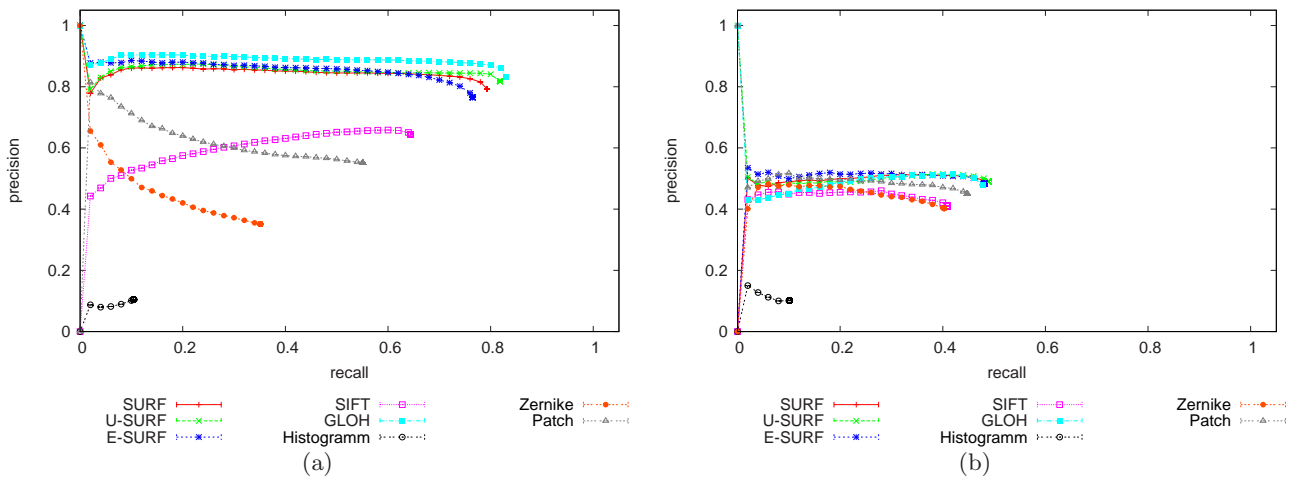 1
0.8
0.6
0.4
0.2
0
precision
0 0.2 0.4 0.6 0.8 1
recall
SURF SIFT Zernike
U-SURF GLOH Patch
E-SURF Histogramm
(a)
1
0.8
0.6
0.4
0.2
0
precision
0 0.2 0.4 0.6 0.8 1
recall
SURF SIFT Zernike
U-SURF GLOH Patch
E-SURF Histogramm
(b)